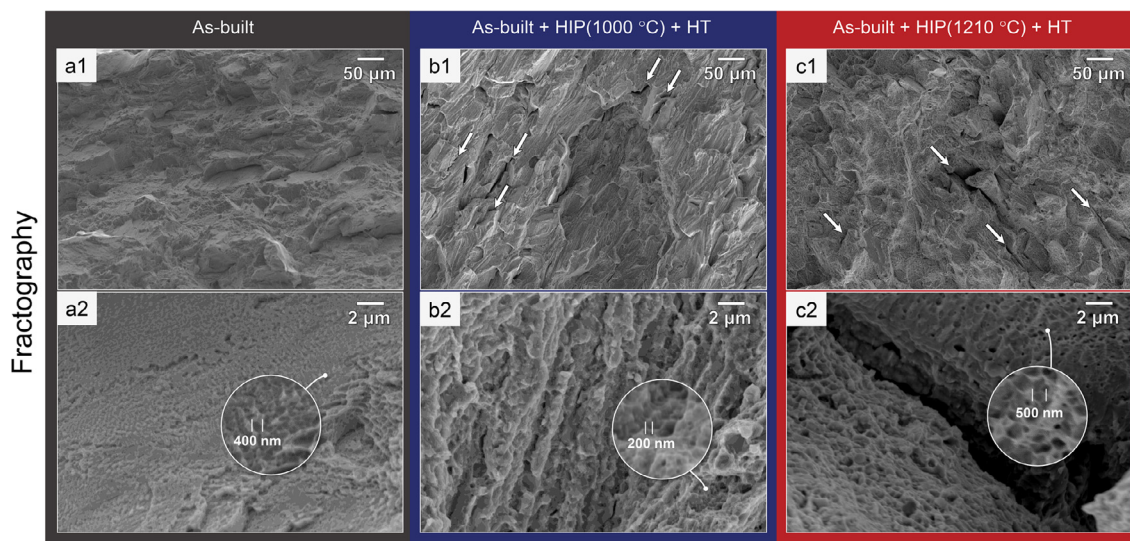 As-built
As-built + HIP(1000 °C) + HT
As-built + HIP(1210 °C) + HT
Fractography
a1
50 µm
b1
50 µm
c1
50 µm
a2
2 µm
400 nm
b2
2 µm
200 nm
c2
2 µm
500 nm